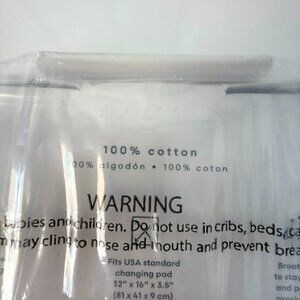 100% cotton
100% algodón • 100% coton
WARNING
babies and children. Do not use in cribs, beds, ca
m may cling to nose and mouth and prevent brea
Fits USA standard
changing pad
32" x 16" x 3.5"
(81 x 41 x 9 cm)
Breat